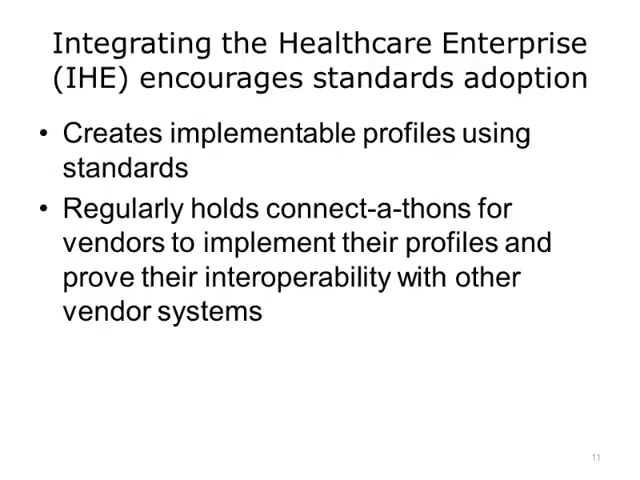 Integrating the Healthcare Enterprise
(IHE) encourages standards adoption
• Creates implementable profiles using
standards
• Regularly holds connect-a-thons for
vendors to implement their profiles and
prove their interoperability with other
vendor systems
11